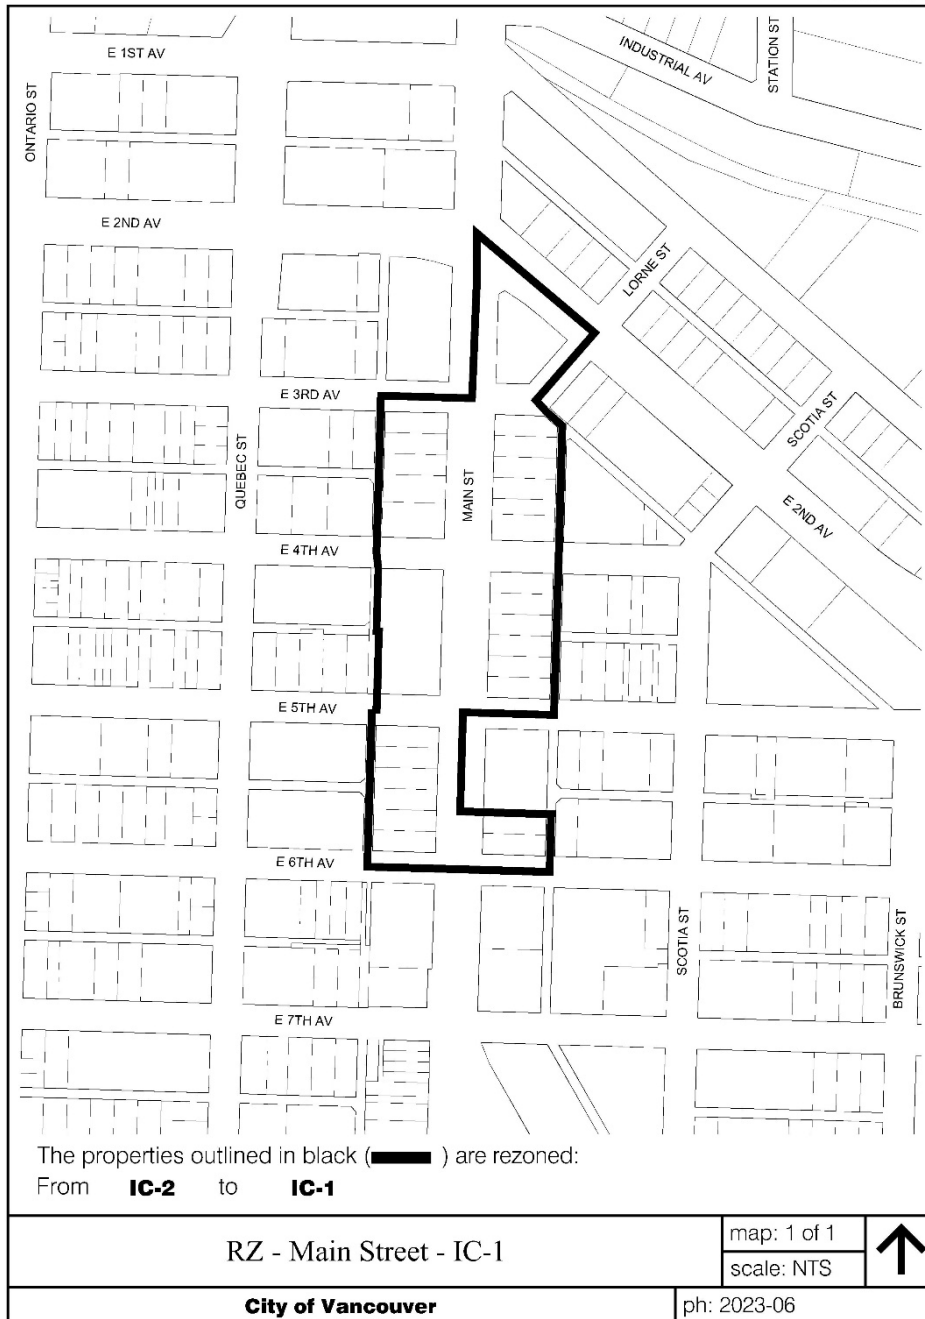 E 1ST AV
INDUSTRIAL AV
STATION ST
ONTARIO ST
E 2ND AV
LORNE ST
E 3RD AV
SCOTIA ST
QUEBEC ST
MAIN ST
E 2ND AV
E 4TH AV
E 5TH AV
E 6TH AV
SCOTIA ST
BRUNSWICK ST
E 7TH AV
The properties outlined in black ( ) are rezoned:
From IC-2 to IC-1
RZ - Main Street - IC-1
map: 1 of 1
scale: NTS
City of Vancouver
ph: 2023-06